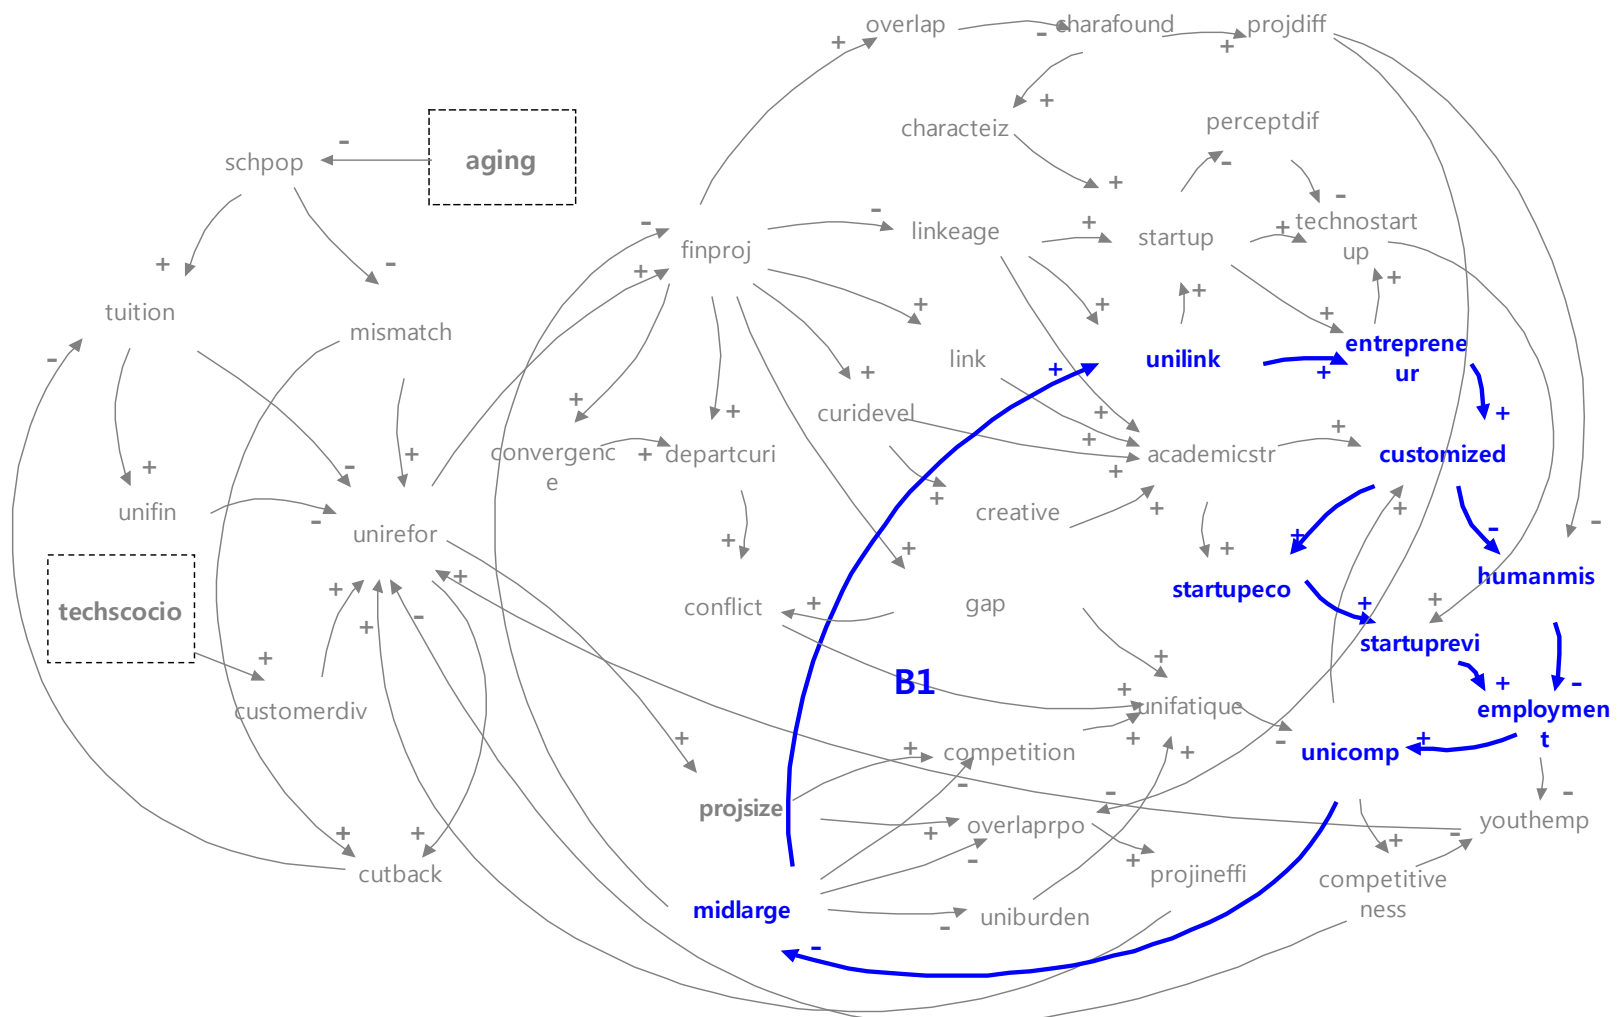 overlap
charafound
projdiff
+
-
+
+
characteiz
perceptdif
aging
-
schpop
+
-
-
-
finproj
-
linkeage
+
startup
+
technostart
up
+
-
+
+
+
+
+
+
tuition
mismatch
-
link
+
unilink
+
entreprene
ur
+
curidevel
+
+
+
+
+
convergenc
e
+
departcuri
academicstr
+
customized
+
-
+
+
+
unifin
-
unirefor
creative
+
+
+
-
-
+
+
+
+
startupeco
humanmis
techscocio
+
+
-
+
conflict
+
gap
+
+
startuprevi
+
+
B1
+
-
customerdiv
+
unifatique
+
-
employmen
t
+
+
competition
+
unicomp
+
-
-
-
projsize
+
overlaprpo
youthemp
-
+
+
-
+
+
cutback
projineffi
competitive
ness
midlarge
-
uniburden
-